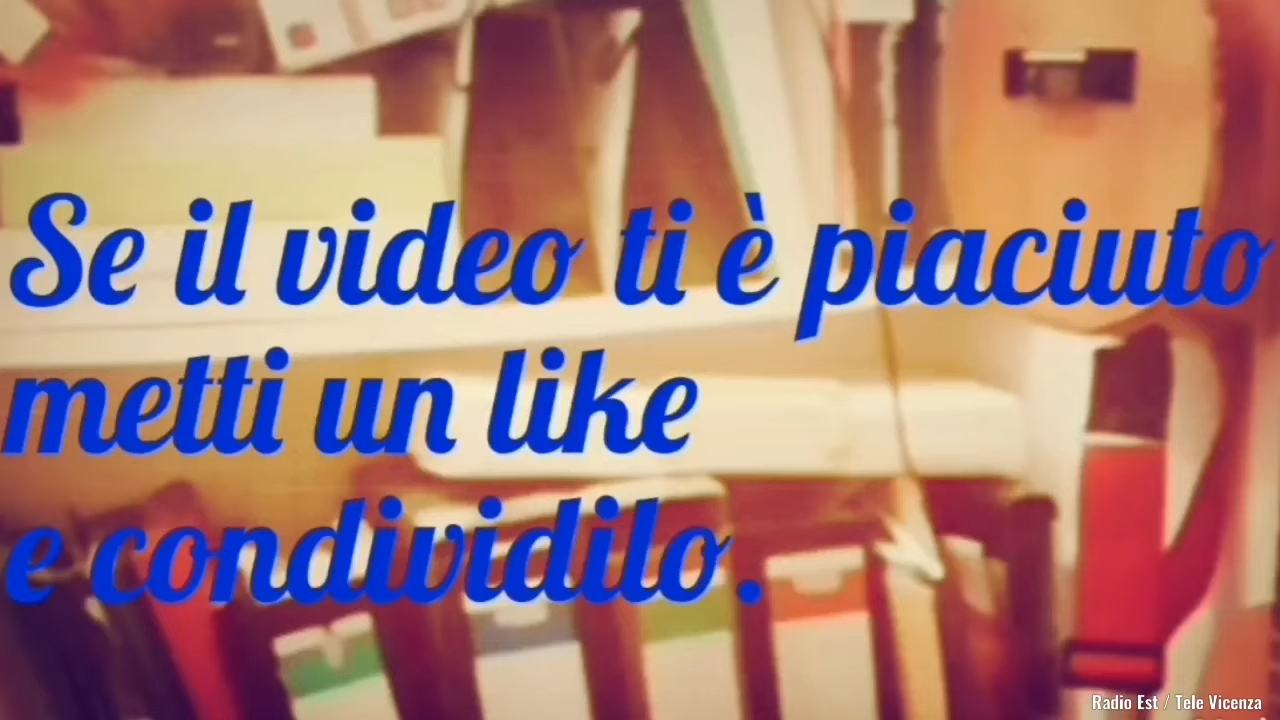 Se il video ti è piaciuto
metti un like
e condividilo.
Radio Est / Tele Vicenza